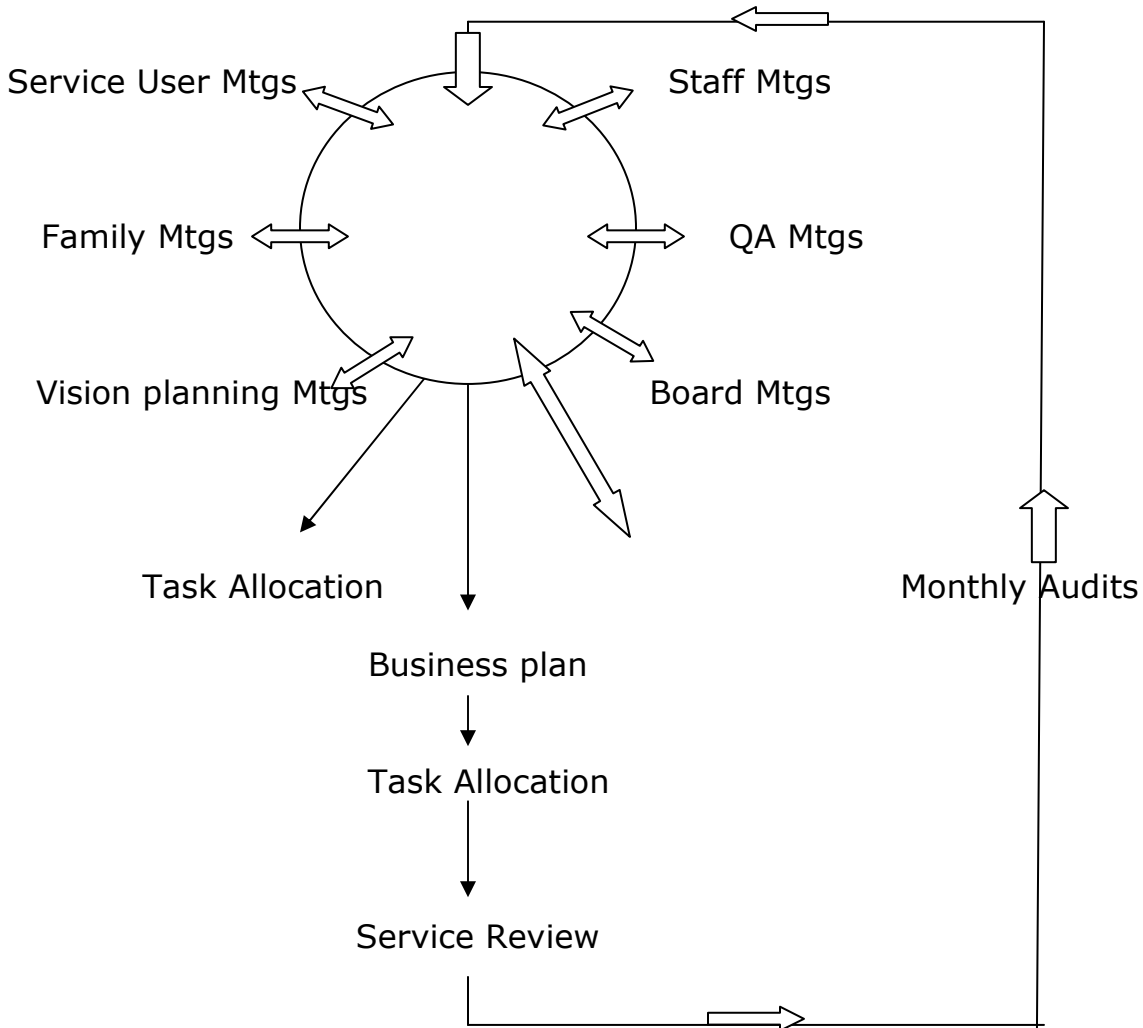 Service User Mtgs
Staff Mtgs
Family Mtgs
QA Mtgs
Vision planning Mtgs
Board Mtgs
Task Allocation
Monthly Audits
Business plan
Task Allocation
Service Review